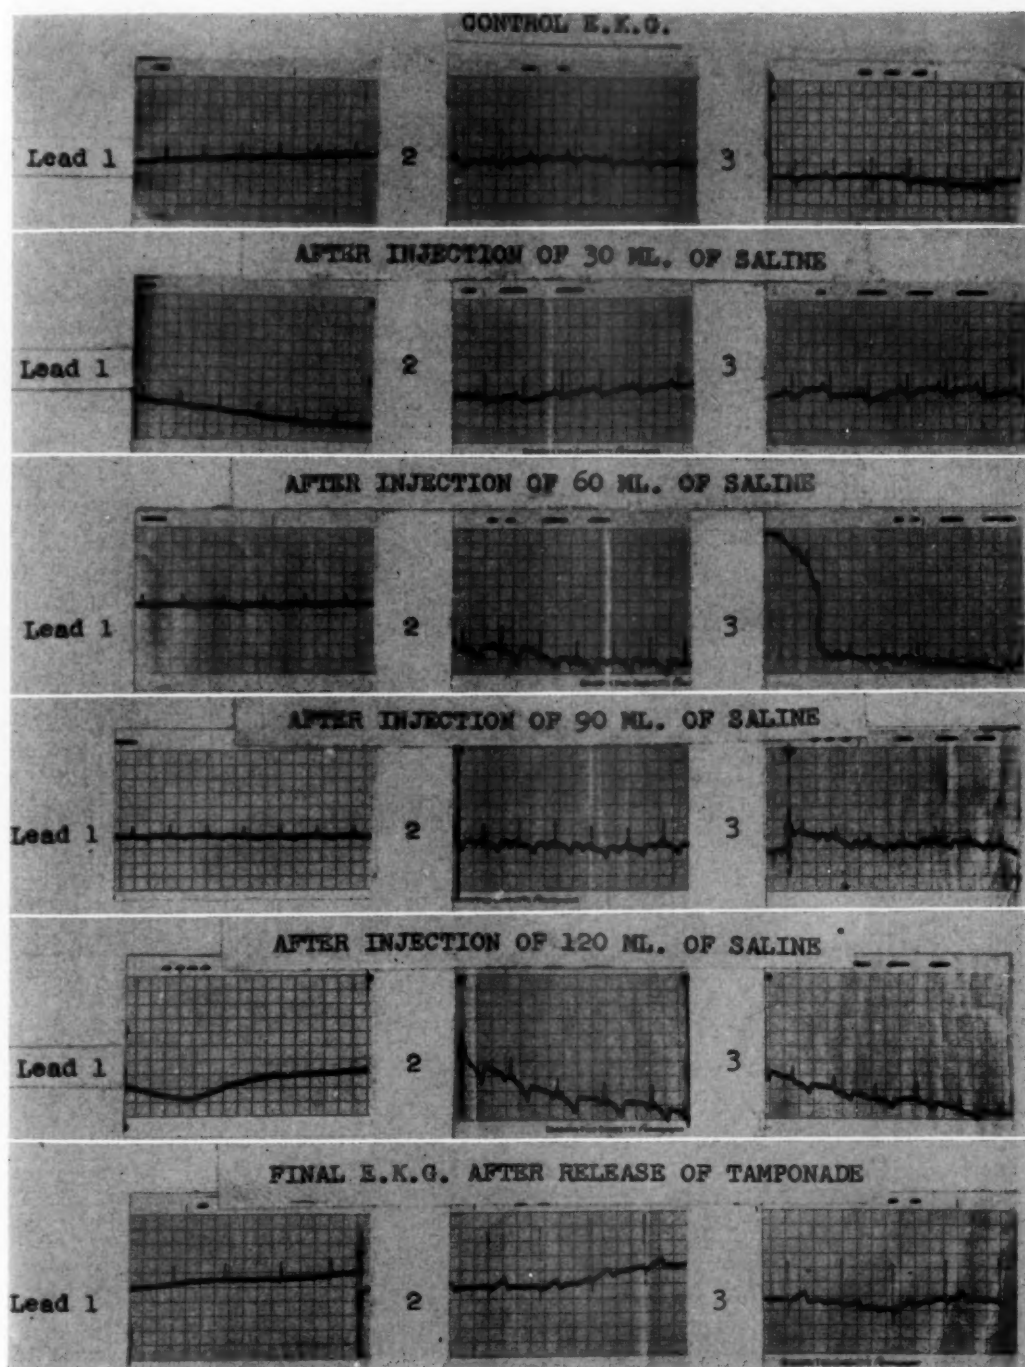 CONTROL E.K.G.
Lead 1 2 3
AFTER INJECTION OF 30 ML. OF SALINE
Lead 1 2 3
AFTER INJECTION OF 60 ML. OF SALINE
Lead 1 2 3
AFTER INJECTION OF 90 ML. OF SALINE
Lead 1 2 3
AFTER INJECTION OF 120 ML. OF SALINE
Lead 1 2 3
FINAL E.K.G. AFTER RELEASE OF TAMPONADE
Lead 1 2 3